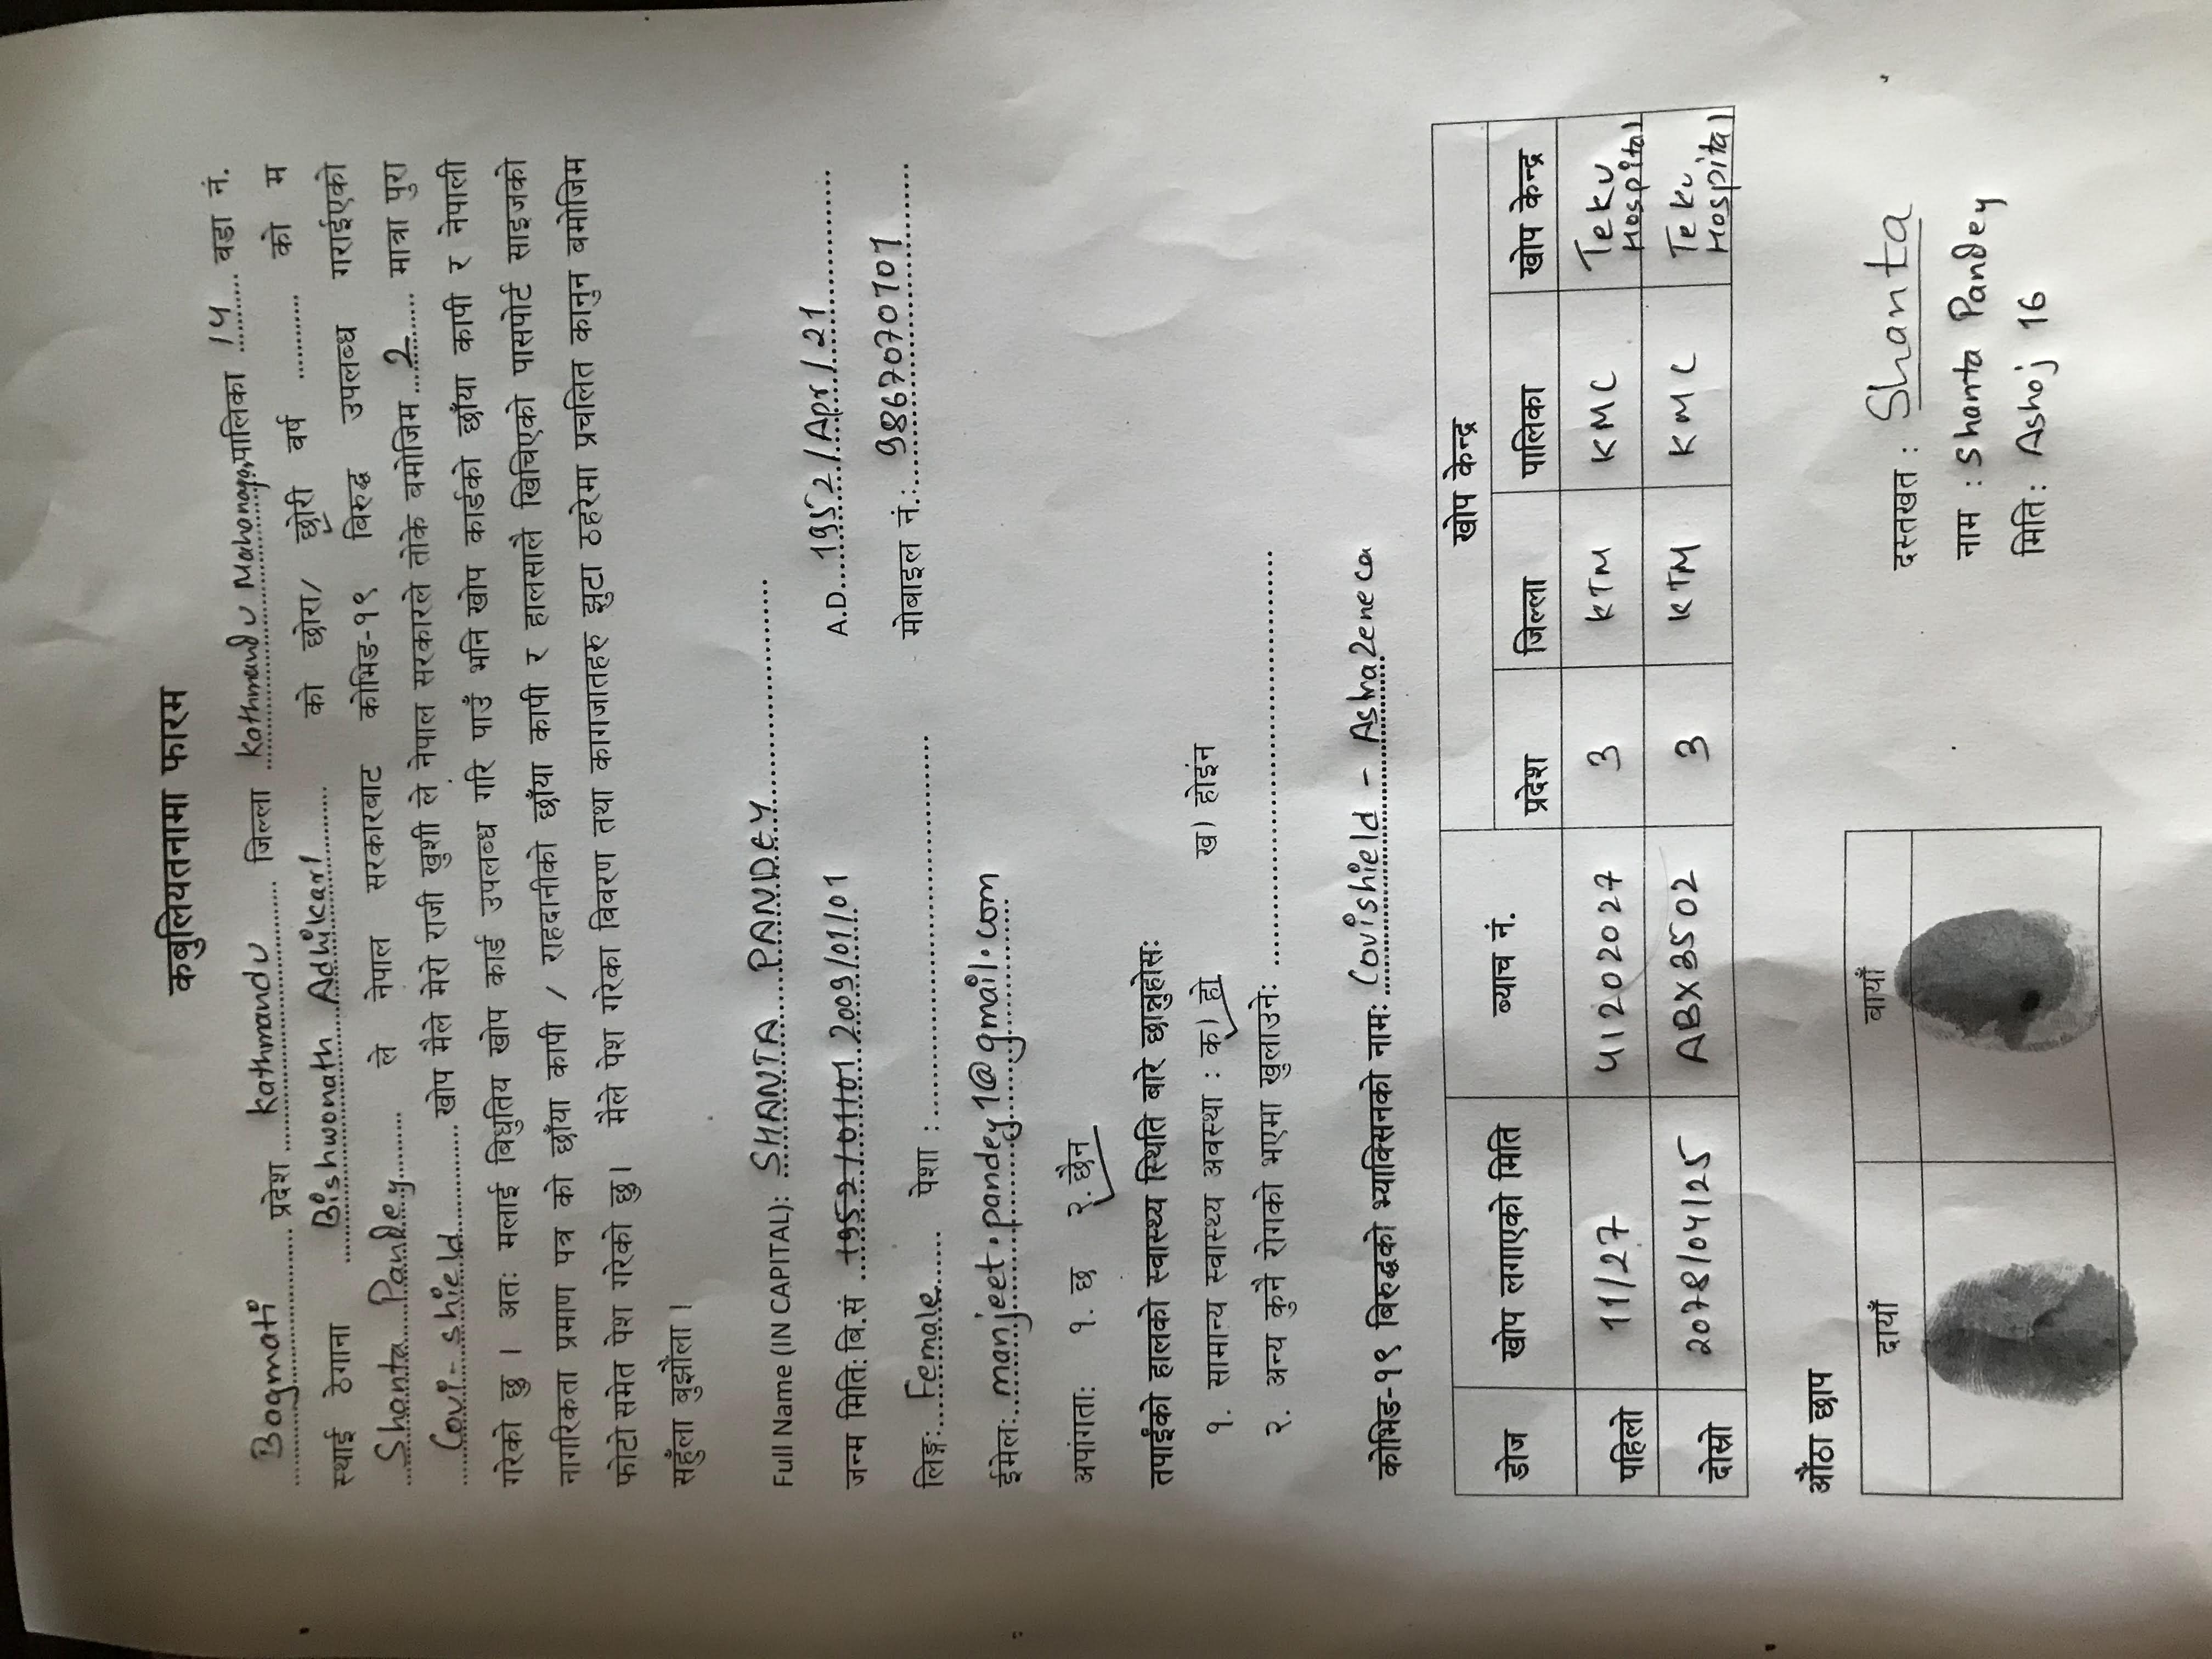 कबुलियतनामा फारम
Bagmati प्रदेश Kathmandu जिल्ला Kathmandu Mahanagar पालिका 14 वडा नं.
स्थाई ठेगाना Bishwonath Adhikari को छोरा/ छोरी वर्ष ............ को म
Shanta Pandey ले नेपाल सरकारबाट कोभिड-१९ बिरुद्ध उपलब्ध गराईएको
Covi-shield खोप मैले मेरो राजी खुशी ले नेपाल सरकारले तोके बमोजिम 2 मात्रा पुरा
गरेको छु । अतः मलाई बिधुतिय खोप कार्ड उपलब्ध गरि पाउँ भनि खोप कार्डको छाँया कापी र नेपाली
नागरिकता प्रमाण पत्र को छाँया कापी / राहदानीको छाँया कापी र हालसालै खिचिएको पासपोर्ट साइजको
फोटो समेत पेश गरेको छु। मैले पेश गरेका विवरण तथा कागजातहरु झुटा ठहरेमा प्रचलित कानुन बमोजिम
सहुँला बुझौंला ।
Full Name (IN CAPITAL): SHANTA PANDEY
जन्म मिति: बि.सं 1952/01/01 2009/01/01 A.D. 1952/Apr/21
लिङ्गः Female पेशा : मोबाइल नं.: 9867070101
ईमेलः manjeet.pandey1@gmail.com
अपांगताः १. छ २. छैन
तपाईंको हालको स्वास्थ्य स्थिति बारे छान्नुहोसः
१. सामान्य स्वास्थ्य अवस्था : क) हो ख) होइंन
२. अन्य कुनै रोगको भएमा खुलाउनेः
कोभिड-१९ बिरुद्धको भ्याक्सिनको नामः Covishield - AstraZeneca
डोज खोप लगाएको मिति ब्याच नं. खोप केन्द्र
प्रदेश जिल्ला पालिका खोप केन्द्र
पहिलो 11/27 41202027 3 KTM KMC Teku Hospital
दोस्रो 2078/04/25 ABX3502 3 KTM KMC Teku Hospital
औंठा छाप
दायाँ बायाँ
दस्तखत : Shanta
नाम : Shanta Pandey
मिति : Ashoj 16